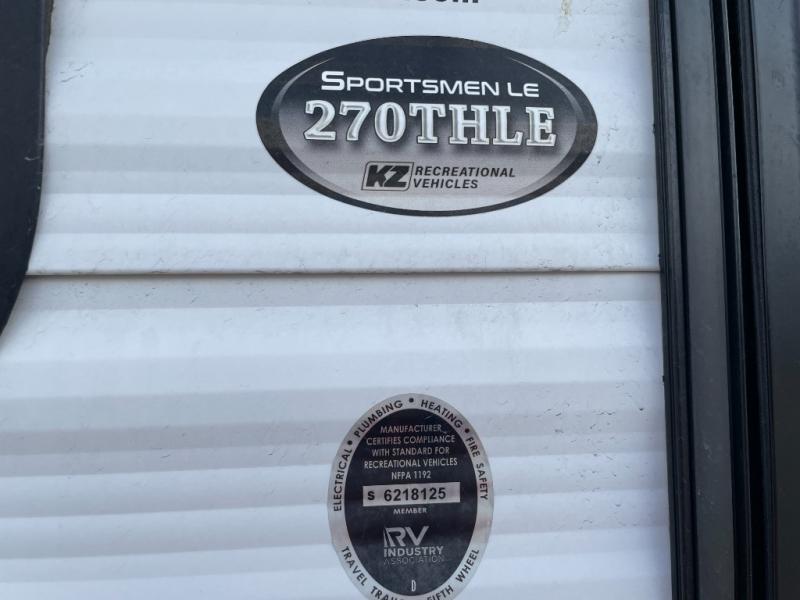 SPORTSMEN LE
270THLE
KZ RECREATIONAL
VEHICLES
ELECTRICAL • PLUMBING • HEATING • FIRE SAFETY
MANUFACTURER
CERTIFIES COMPLIANCE
WITH STANDARD FOR
RECREATIONAL VEHICLES
NFPA 1192
S 6218125
MEMBER
RV
INDUSTRY
ASSOCIATION
D
TRAVEL FIFTH WHEEL